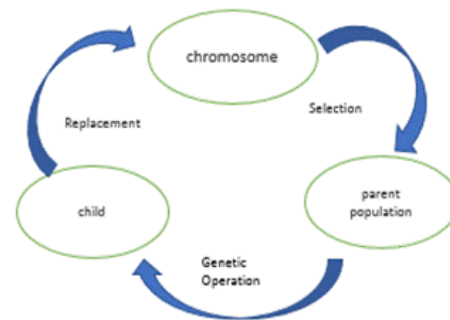 chromosome
Selection
Replacement
parent
population
child
Genetic
Operation